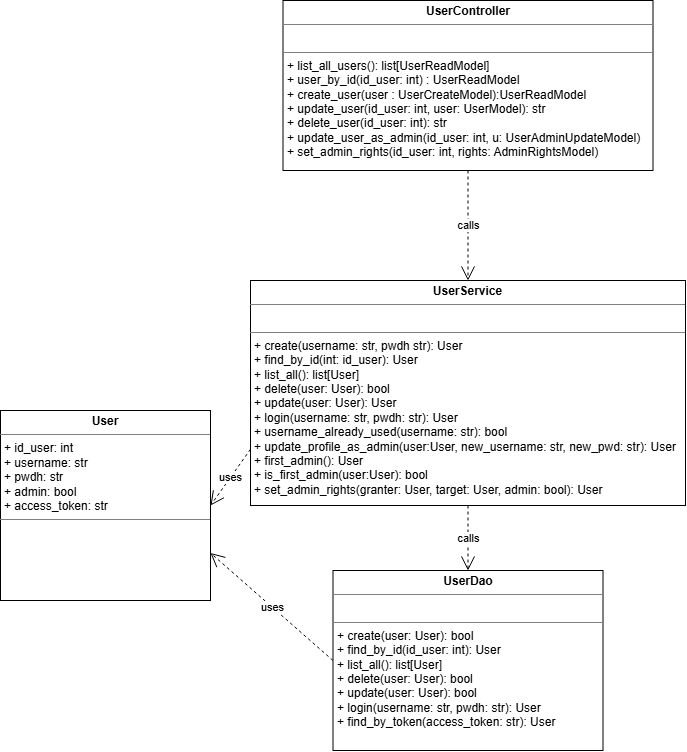 UserController
+ list_all_users(): list[UserReadModel]
+ user_by_id(id_user: int) : UserReadModel
+ create_user(user : UserCreateModel):UserReadModel
+ update_user(id_user: int, user: UserModel): str
+ delete_user(id_user: int): str
+ update_user_as_admin(id_user: int, u: UserAdminUpdateModel)
+ set_admin_rights(id_user: int, rights: AdminRightsModel)
calls
UserService
+ create(username: str, pwdh str): User
+ find_by_id(int: id_user): User
+ list_all(): list[User]
+ delete(user: User): bool
+ update(user: User): User
+ login(username: str, pwdh: str): User
+ username_already_used(username: str): bool
+ update_profile_as_admin(user:User, new_username: str, new_pwd: str): User
+ first_admin(): User
+ is_first_admin(user:User): bool
+ set_admin_rights(granter: User, target: User, admin: bool): User
User
+ id_user: int
+ username: str
+ pwdh: str
+ admin: bool
+ access_token: str
uses
calls
uses
UserDao
+ create(user: User): bool
+ find_by_id(id_user: int): User
+ list_all(): list[User]
+ delete(user: User): bool
+ update(user: User): bool
+ login(username: str, pwdh: str): User
+ find_by_token(access_token: str): User